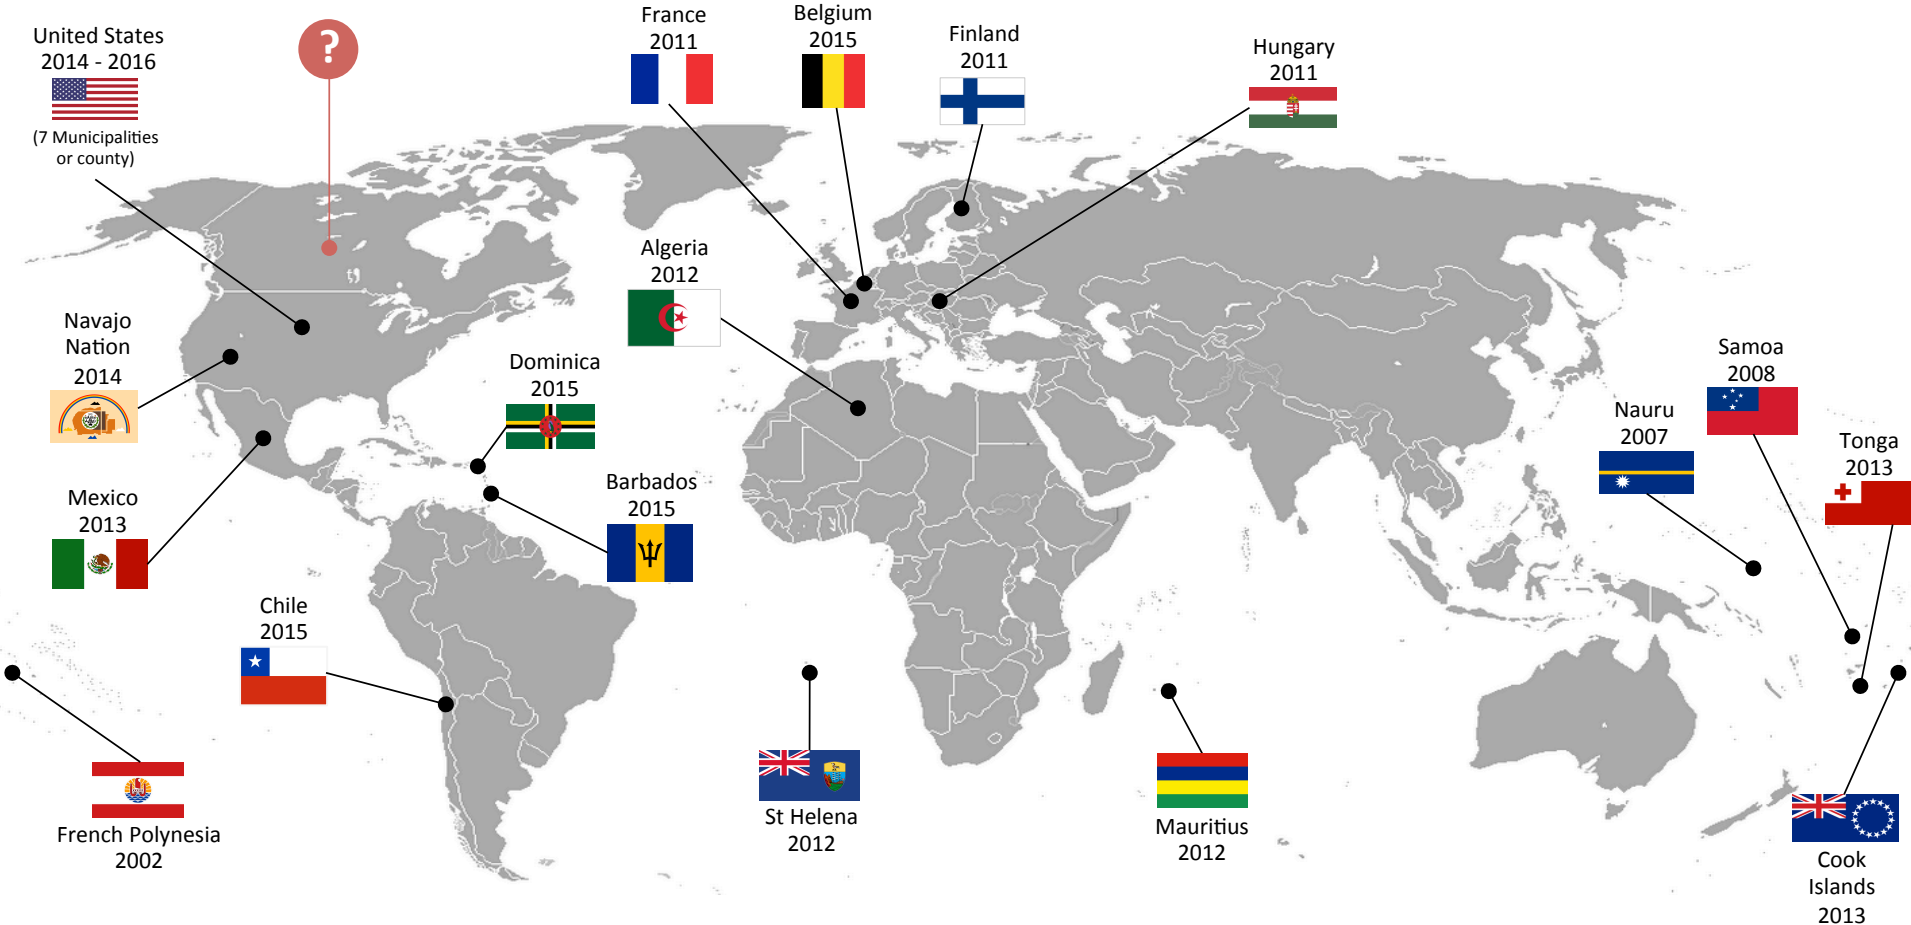 United States
2014 - 2016
(7 Municipalities
or county)
?
France
2011
Belgium
2015
Finland
2011
Hungary
2011
Algeria
2012
Navajo
Nation
2014
Dominica
2015
Samoa
2008
Nauru
2007
Tonga
2013
Mexico
2013
Barbados
2015
Chile
2015
French Polynesia
2002
St Helena
2012
Mauritius
2012
Cook
Islands
2013